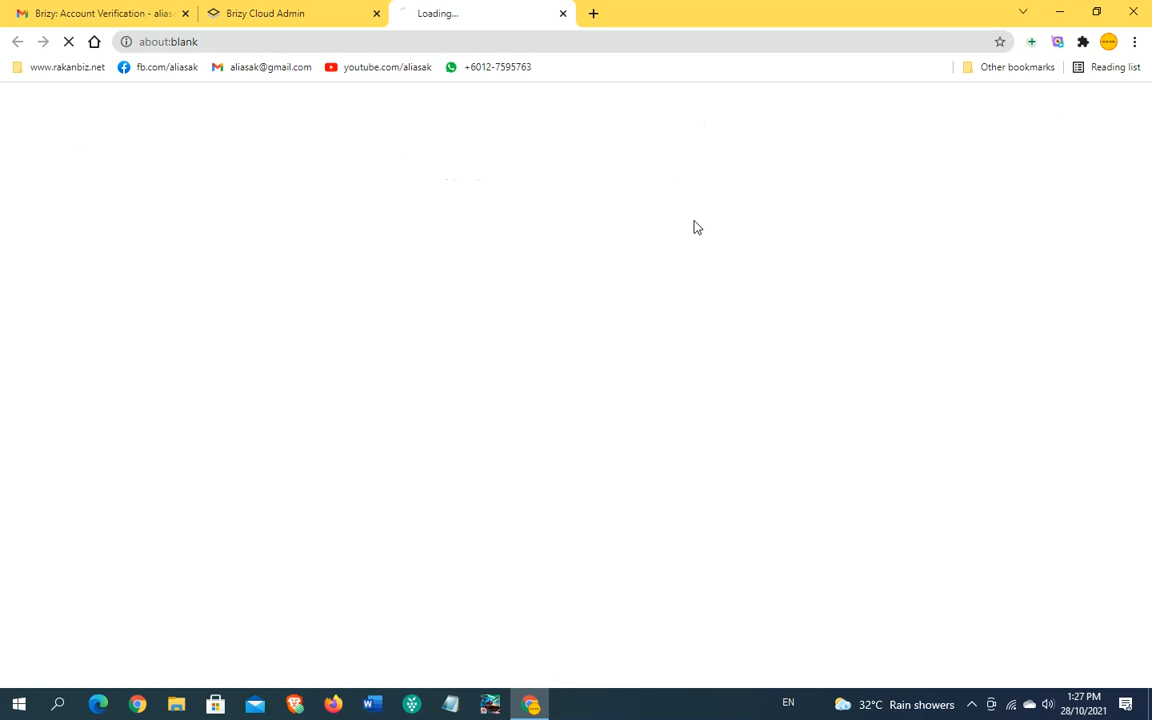 Brizy: Account Verification - alias
Brizy Cloud Admin
Loading...
about:blank
www.rakanbiz.net
fb.com/aliasak
aliasak@gmail.com
youtube.com/aliasak
+6012-7595763
Other bookmarks
Reading list
EN
32°C Rain showers
1:27 PM
28/10/2021